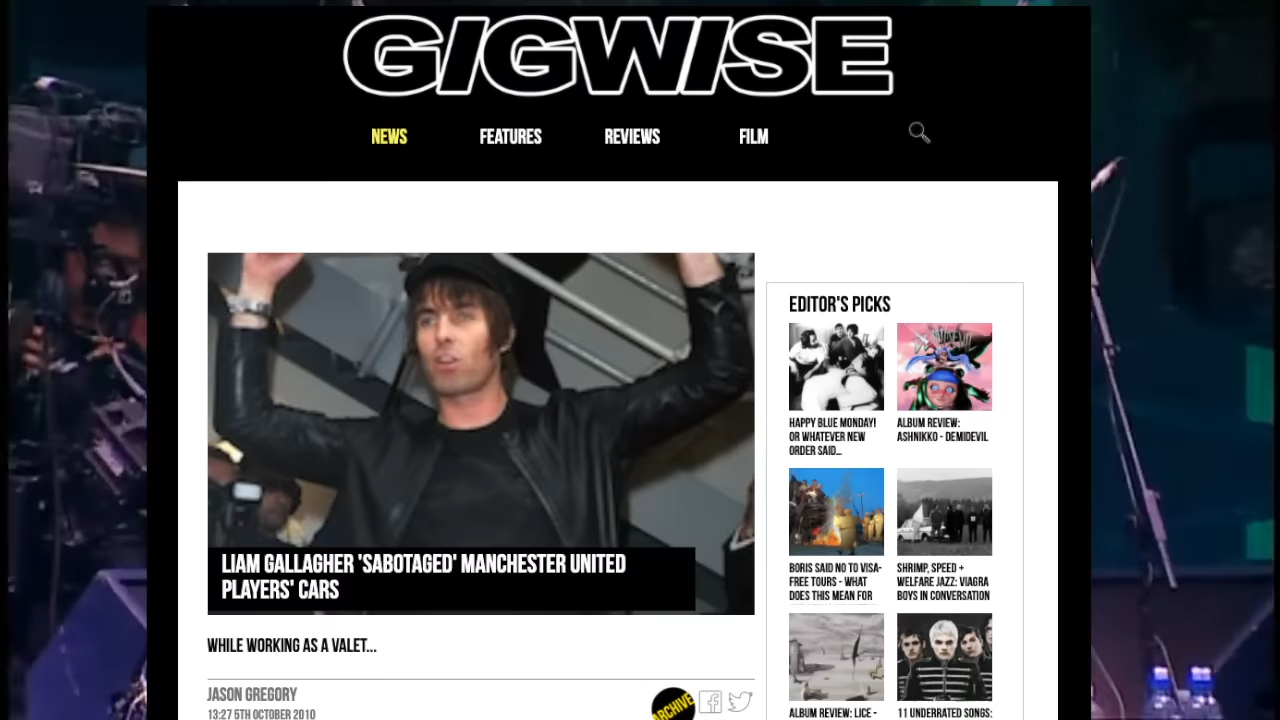 GIGWISE
NEWS
FEATURES
REVIEWS
FILM
LIAM GALLAGHER 'SABOTAGED' MANCHESTER UNITED
PLAYERS' CARS
WHILE WORKING AS A VALET...
JASON GREGORY
13:27 5TH OCTOBER 2010
ARCHIVE
EDITOR'S PICKS
HAPPY BLUE MONDAY!
OR WHATEVER NEW
ORDER SAID...
ALBUM REVIEW:
ASHNIKKO - DEMIDEVIL
BORIS SAID NO TO VISA-
FREE TOURS - WHAT
DOES THIS MEAN FOR
SHRIMP, SPEED +
WELFARE JAZZ: VIAGRA
BOYS IN CONVERSATION
ALBUM REVIEW: LICE -
11 UNDERRATED SONGS: